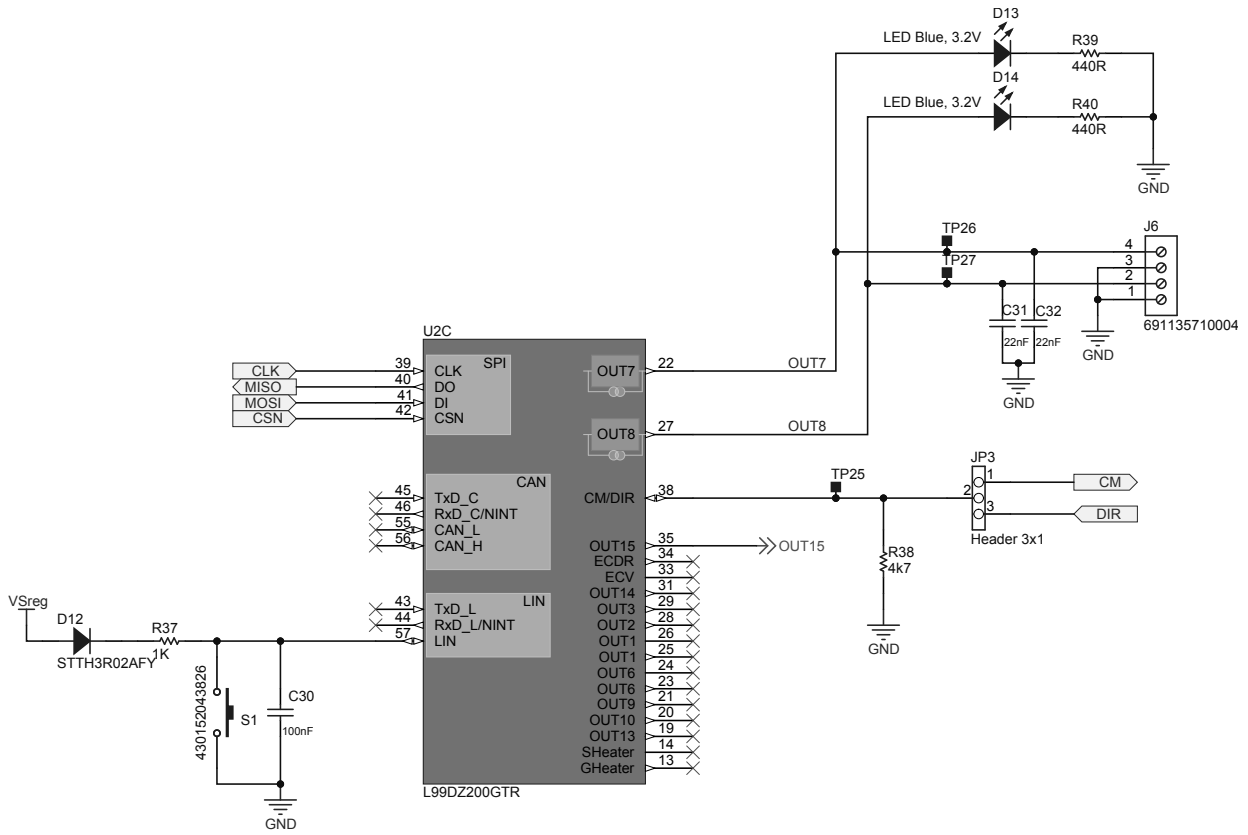 D13
LED Blue, 3.2V
R39
440R
D14
LED Blue, 3.2V
R40
440R
GND
TP26
J6
4
TP27
3
2
1
C31
C32
22nF
22nF
691135710004
GND
GND
U2C
SPI
CLK
39
CLK
OUT7
22
OUT7
MISO
40
DO
MOSI
41
DI
CSN
42
CSN
OUT8
27
OUT8
CAN
45
TxD_C
46
RxD_C/NINT
55
CAN_L
56
CAN_H
CM/DIR
38
TP25
JP3
1
CM
2
3
DIR
Header 3x1
R38
4k7
GND
OUT15
35
OUT15
ECDR
34
ECV
33
OUT14
31
OUT3
29
OUT2
28
OUT1
26
OUT1
25
OUT6
24
OUT6
23
OUT9
21
OUT10
20
OUT13
19
SHeater
14
GHeater
13
LIN
43
TxD_L
44
RxD_L/NINT
57
LIN
VSreg
D12
STTH3R02AFY
R37
1K
430152043826
S1
C30
100nF
GND
L99DZ200GTR